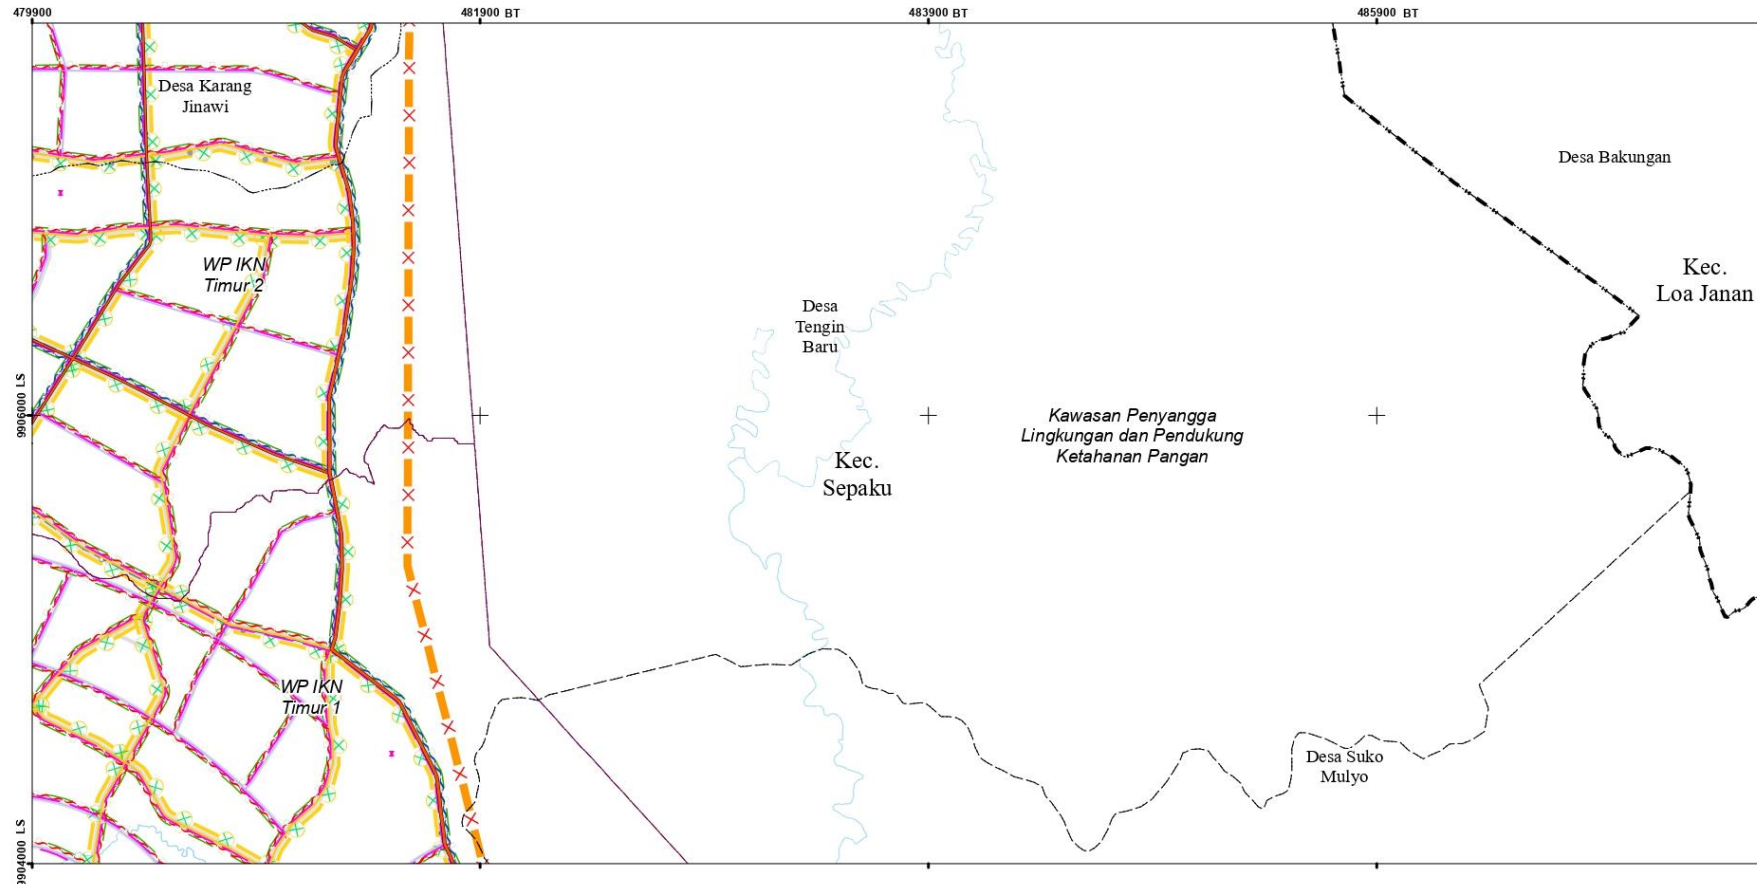 479900
481900 BT
483900 BT
485900 BT
Desa Karang
Jinawi
Desa Bakungan
WP IKN
Timur 2
Kec.
Loa Janan
Desa
Tengin
Baru
9906000 LS
Kawasan Penyangga
Lingkungan dan Pendukung
Ketahanan Pangan
Kec.
Sepaku
WP IKN
Timur 1
Desa Suko
Mulyo
9904000 LS